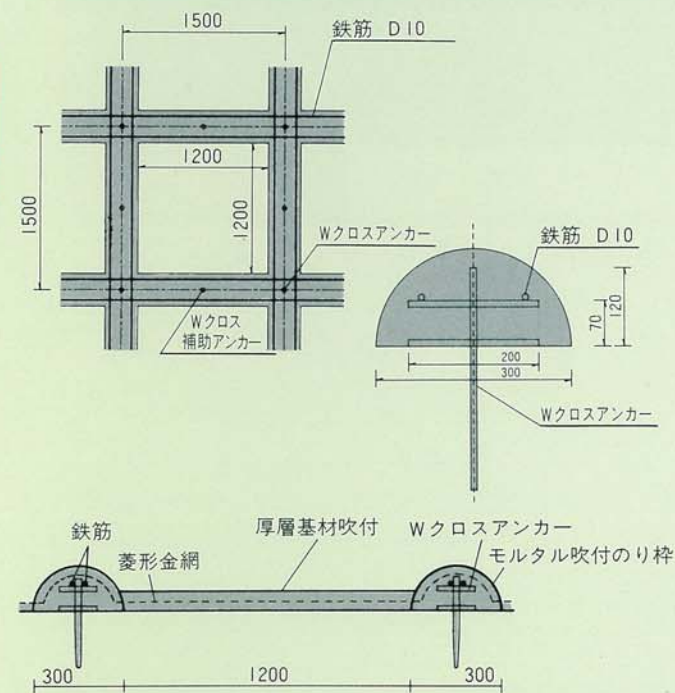 1500
鉄筋 D10
1500
1200
1200
Wクロスアンカー
Wクロス
補助アンカー
鉄筋 D10
70
120
200
300
Wクロスアンカー
鉄筋
菱形金網
厚層基材吹付
Wクロスアンカー
モルタル吹付のり枠
300
1200
300